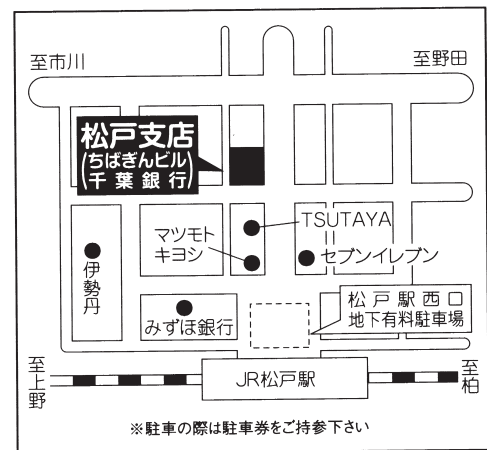 至市川
至野田
松戸支店
(ちばぎんビル)
(千葉銀行)
TSUTAYA
マツモト
キヨシ
セブンイレブン
伊勢丹
みずほ銀行
松戸駅西口
地下有料駐車場
至上野
JR松戸駅
至柏
※駐車の際は駐車券をご持参下さい